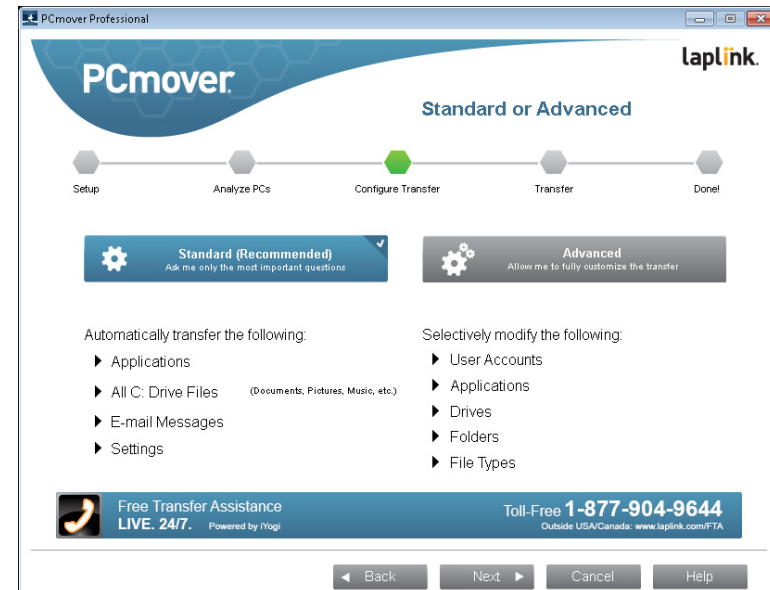 PCmover Professional
PCmover
laplink.
Standard or Advanced
Setup
Analyze PCs
Configure Transfer
Transfer
Done!
Standard (Recommended)
Ask me only the most important questions
Advanced
Allow me to fully customize the transfer
Automatically transfer the following:
Applications
All C: Drive Files (Documents, Pictures, Music, etc.)
E-mail Messages
Settings
Selectively modify the following:
User Accounts
Applications
Drives
Folders
File Types
Free Transfer Assistance
LIVE. 24/7. Powered by iYogi
Toll-Free 1-877-904-9644
Outside USA/Canada: www.laplink.com/FTA
Back Next Cancel Help